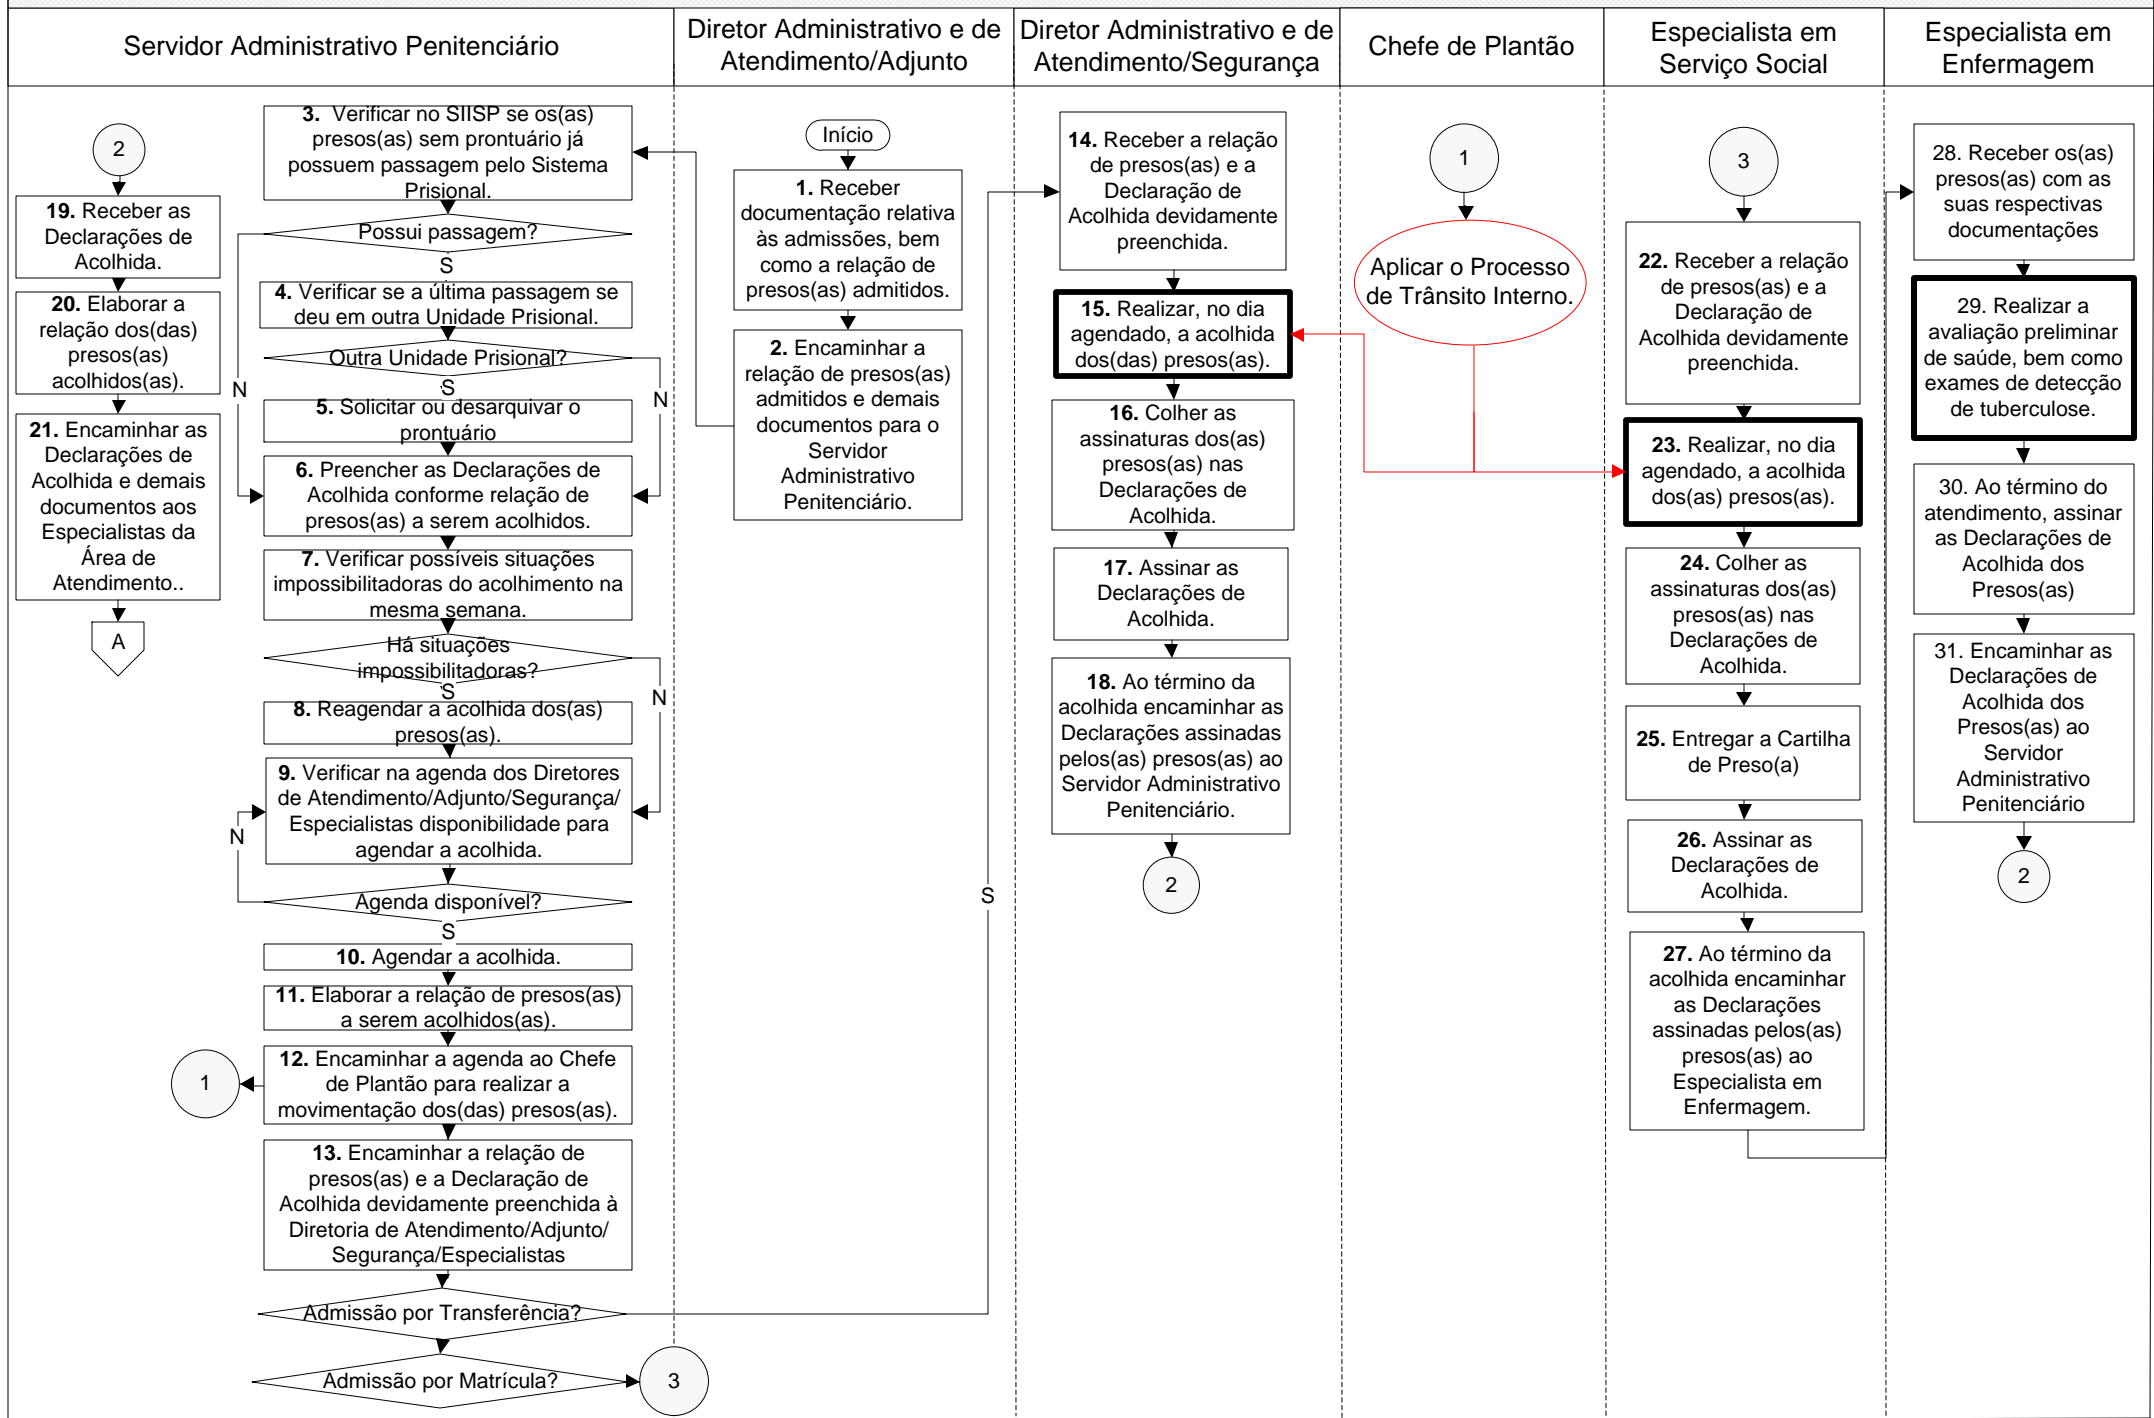 Servidor Administrativo Penitenciário
Diretor Administrativo e de
Atendimento/Adjunto
Diretor Administrativo e de
Atendimento/Segurança
Chefe de Plantão
Especialista em
Serviço Social
Especialista em
Enfermagem
2
19. Receber as
Declarações de
Acolhida.
20. Elaborar a
relação dos(das)
presos(as)
acolhidos(as).
21. Encaminhar as
Declarações de
Acolhida e demais
documentos aos
Especialistas da
Área de
Atendimento..
A
3. Verificar no SIISP se os(as)
presos(as) sem prontuário já
possuem passagem pelo Sistema
Prisional.
Possui passagem?
S
N
4. Verificar se a última passagem se
deu em outra Unidade Prisional.
Outra Unidade Prisional?
S
N
5. Solicitar ou desarquivar o
prontuário
6. Preencher as Declarações de
Acolhida conforme relação de
presos(as) a serem acolhidos.
7. Verificar possíveis situações
impossibilitadoras do acolhimento na
mesma semana.
Há situações
impossibilitadoras?
S
N
8. Reagendar a acolhida dos(as)
presos(as).
9. Verificar na agenda dos Diretores
de Atendimento/Adjunto/Segurança/
Especialistas disponibilidade para
agendar a acolhida.
N
Agenda disponível?
S
10. Agendar a acolhida.
11. Elaborar a relação de presos(as)
a serem acolhidos(as).
12. Encaminhar a agenda ao Chefe
de Plantão para realizar a
movimentação dos(das) presos(as).
1
13. Encaminhar a relação de
presos(as) e a Declaração de
Acolhida devidamente preenchida à
Diretoria de Atendimento/Adjunto/
Segurança/Especialistas
Admissão por Transferência?
S
Admissão por Matrícula?
3
Início
1. Receber
documentação relativa
às admissões, bem
como a relação de
presos(as) admitidos.
2. Encaminhar a
relação de presos(as)
admitidos e demais
documentos para o
Servidor
Administrativo
Penitenciário.
14. Receber a relação
de presos(as) e a
Declaração de
Acolhida devidamente
preenchida.
15. Realizar, no dia
agendado, a acolhida
dos(das) presos(as).
16. Colher as
assinaturas dos(as)
presos(as) nas
Declarações de
Acolhida.
17. Assinar as
Declarações de
Acolhida.
18. Ao término da
acolhida encaminhar as
Declarações assinadas
pelos(as) presos(as) ao
Servidor Administrativo
Penitenciário.
2
1
Aplicar o Processo
de Trânsito Interno.
3
22. Receber a relação
de presos(as) e a
Declaração de
Acolhida devidamente
preenchida.
23. Realizar, no dia
agendado, a acolhida
dos(as) presos(as).
24. Colher as
assinaturas dos(as)
presos(as) nas
Declarações de
Acolhida.
25. Entregar a Cartilha
de Preso(a)
26. Assinar as
Declarações de
Acolhida.
27. Ao término da
acolhida encaminhar
as Declarações
assinadas pelos(as)
presos(as) ao
Especialista em
Enfermagem.
28. Receber os(as)
presos(as) com as
suas respectivas
documentações
29. Realizar a
avaliação preliminar
de saúde, bem como
exames de detecção
de tuberculose.
30. Ao término do
atendimento, assinar
as Declarações de
Acolhida dos
Presos(as)
31. Encaminhar as
Declarações de
Acolhida dos
Presos(as) ao
Servidor
Administrativo
Penitenciário
2